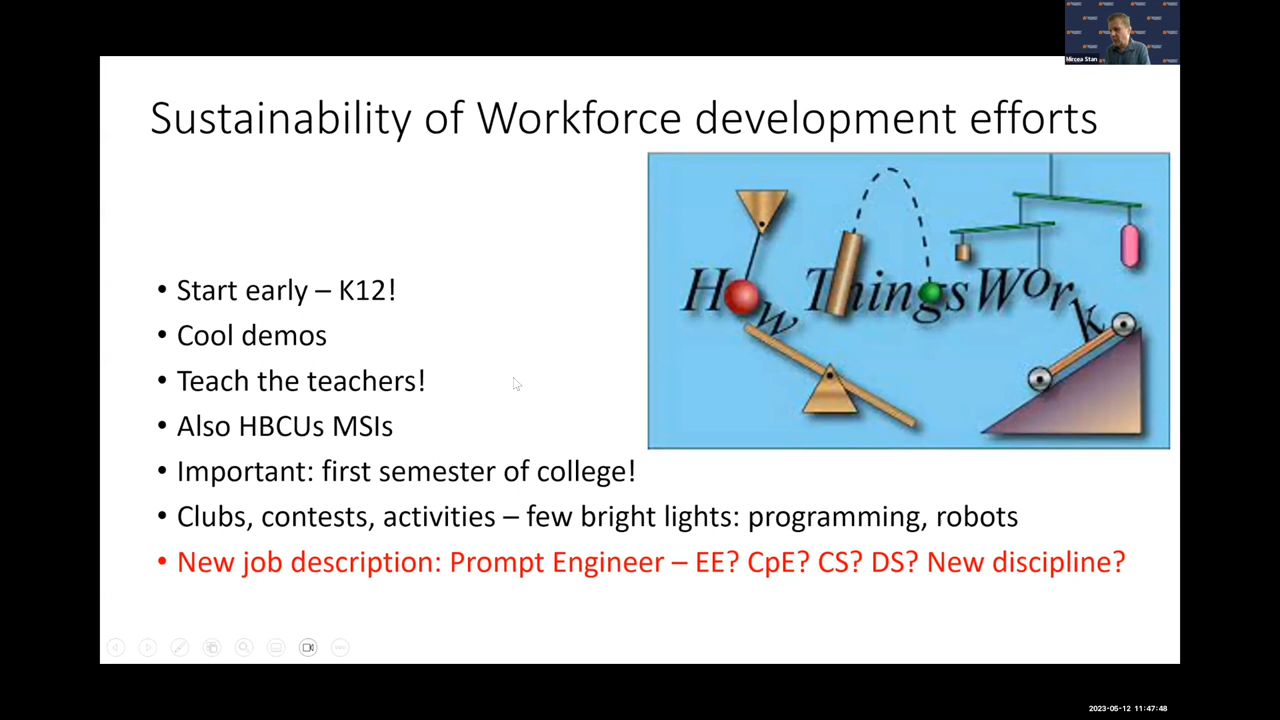 Mircea Stan
Sustainability of Workforce development efforts
How Things Work
• Start early – K12!
• Cool demos
• Teach the teachers!
• Also HBCUs MSIs
• Important: first semester of college!
• Clubs, contests, activities – few bright lights: programming, robots
• New job description: Prompt Engineer – EE? CpE? CS? DS? New discipline?
2023-05-12 11:47:48